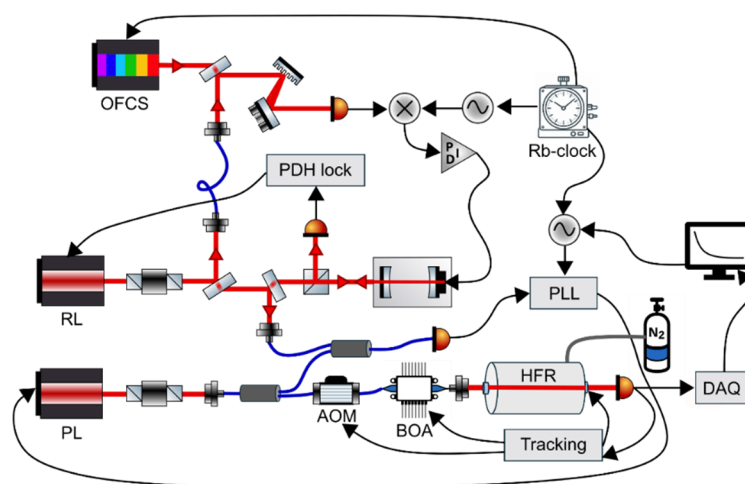 OFCS
Rb-clock
P
I
D
PDH lock
RL
PLL
N2
HFR
DAQ
PL
AOM
BOA
Tracking